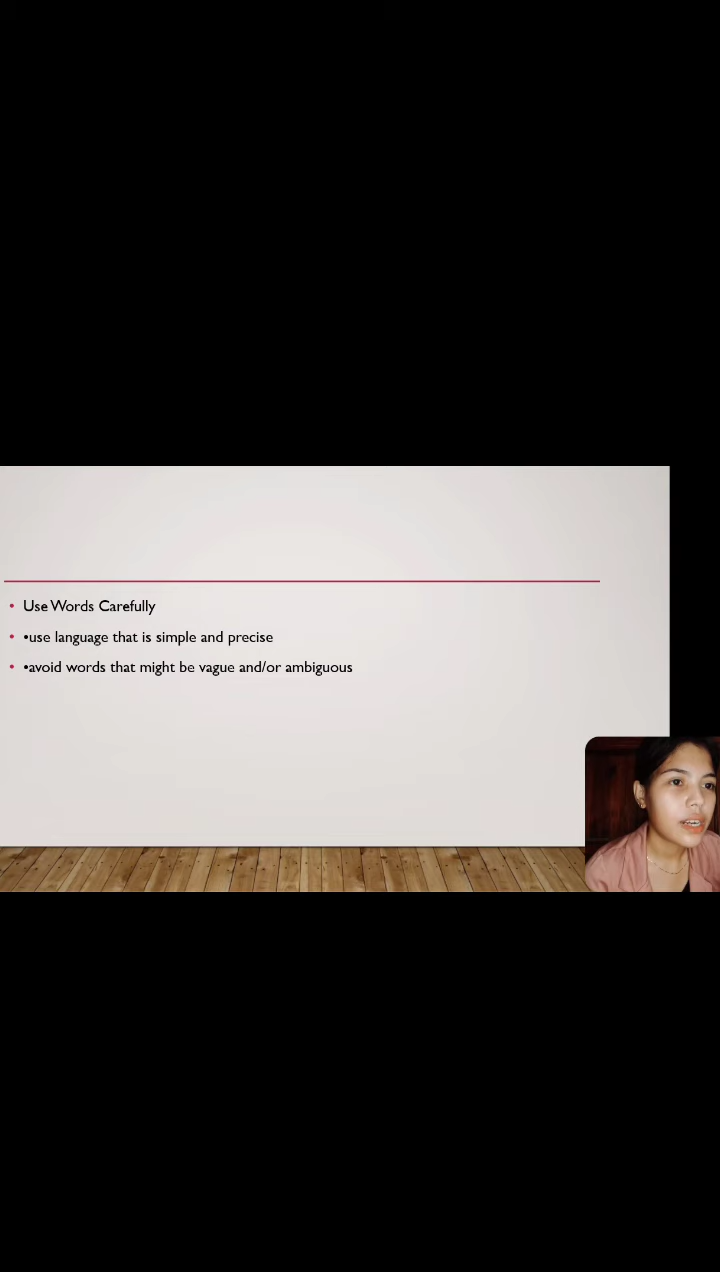 • Use Words Carefully
• •use language that is simple and precise
• •avoid words that might be vague and/or ambiguous